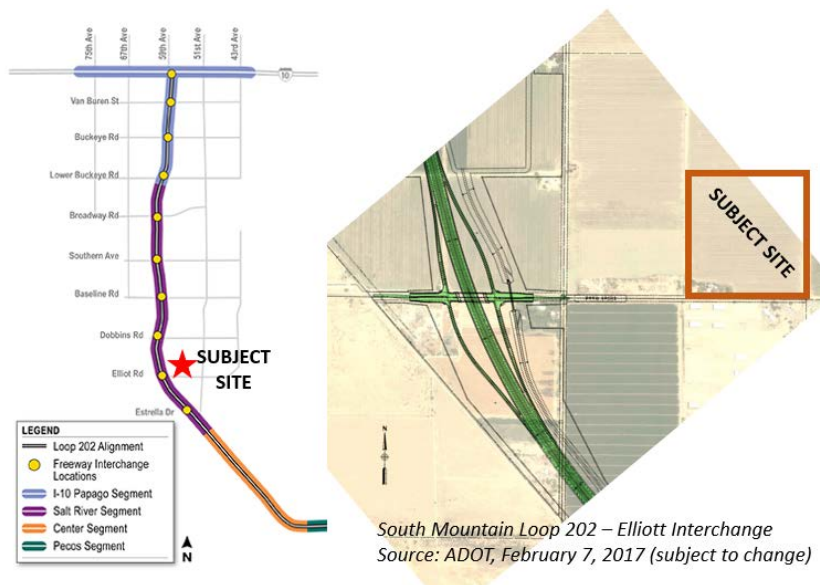 75th Ave
67th Ave
59th Ave
51st Ave
43rd Ave
10
Van Buren St
Buckeye Rd
Lower Buckeye Rd
Broadway Rd
Southern Ave
Baseline Rd
Dobbins Rd
SUBJECT
SITE
Elliot Rd
Estrella Dr
LEGEND
Loop 202 Alignment
Freeway Interchange
Locations
I-10 Papago Segment
Salt River Segment
Center Segment
Pecos Segment
N
SUBJECT SITE
N
South Mountain Loop 202 – Elliott Interchange
Source: ADOT, February 7, 2017 (subject to change)